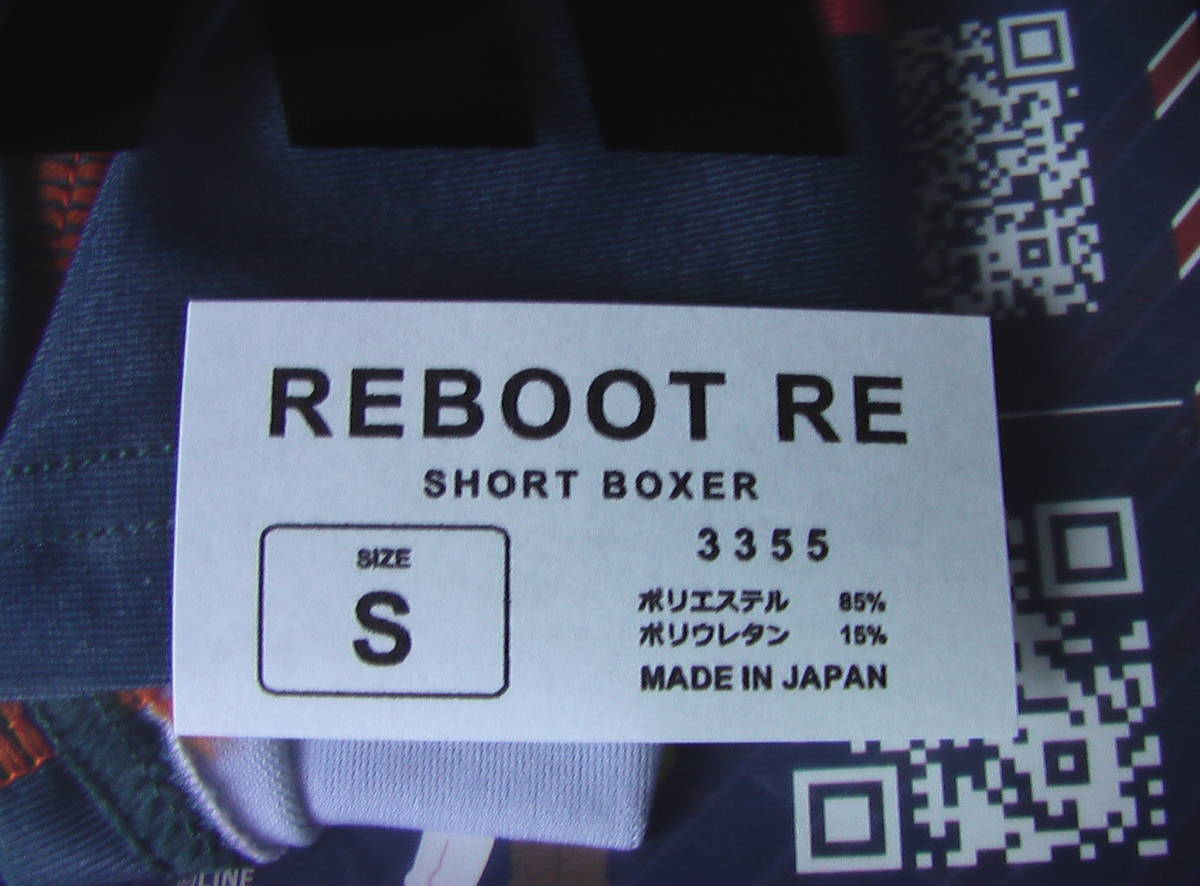 REBOOT RE
SHORT BOXER
SIZE
S
3355
ポリエステル 85%
ポリウレタン 15%
MADE IN JAPAN
LINE